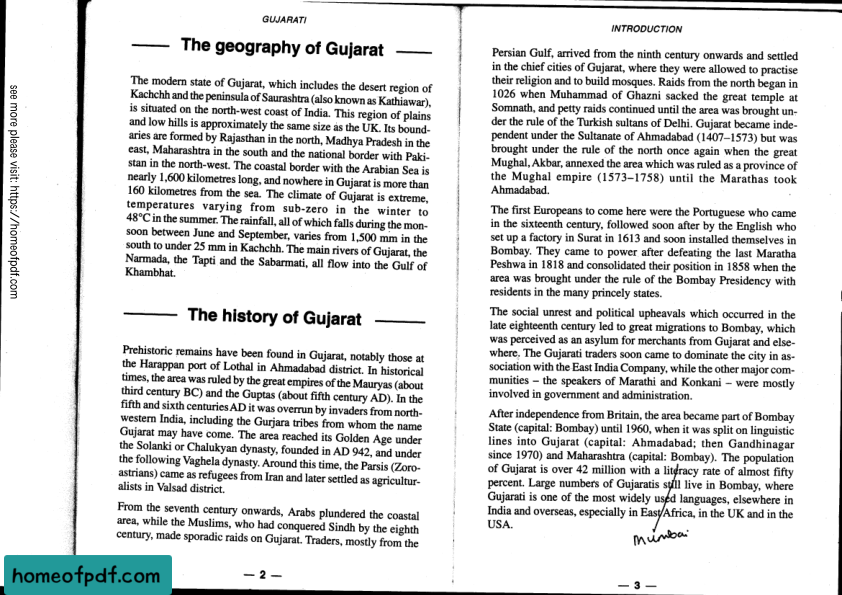 see more please visit: https://homeofpdf.com
GUJARATI
The geography of Gujarat
The modern state of Gujarat, which includes the desert region of
Kachchh and the peninsula of Saurashtra (also known as Kathiawar),
is situated on the north-west coast of India. This region of plains
and low hills is approximately the same size as the UK. Its bound-
aries are formed by Rajasthan in the north, Madhya Pradesh in the
east, Maharashtra in the south and the national border with Paki-
stan in the north-west. The coastal border with the Arabian Sea is
nearly 1,600 kilometres long, and nowhere in Gujarat is more than
160 kilometres from the sea. The climate of Gujarat is extreme,
temperatures varying from sub-zero in the winter to
48°C in the summer. The rainfall, all of which falls during the mon-
soon between June and September, varies from 1,500 mm in the
south to under 25 mm in Kachchh. The main rivers of Gujarat, the
Narmada, the Tapti and the Sabarmati, all flow into the Gulf of
Khambhat.
The history of Gujarat
Prehistoric remains have been found in Gujarat, notably those at
the Harappan port of Lothal in Ahmadabad district. In historical
times, the area was ruled by the great empires of the Mauryas (about
third century BC) and the Guptas (about fifth century AD). In the
fifth and sixth centuries AD it was overrun by invaders from north-
western India, including the Gurjara tribes from whom the name
Gujarat may have come. The area reached its Golden Age under
the Solanki or Chalukyan dynasty, founded in AD 942, and under
the following Vaghela dynasty. Around this time, the Parsis (Zoro-
astrians) came as refugees from Iran and later settled as agricultur-
alists in Valsad district.
From the seventh century onwards, Arabs plundered the coastal
area, while the Muslims, who had conquered Sindh by the eighth
century, made sporadic raids on Gujarat. Traders, mostly from the
— 2 —
INTRODUCTION
Persian Gulf, arrived from the ninth century onwards and settled
in the chief cities of Gujarat, where they were allowed to practise
their religion and to build mosques. Raids from the north began in
1026 when Muhammad of Ghazni sacked the great temple at
Somnath, and petty raids continued until the area was brought un-
der the rule of the Turkish sultans of Delhi. Gujarat became inde-
pendent under the Sultanate of Ahmadabad (1407–1573) but was
brought under the rule of the north once again when the great
Mughal, Akbar, annexed the area which was ruled as a province of
the Mughal empire (1573–1758) until the Marathas took
Ahmadabad.
The first Europeans to come here were the Portuguese who came
in the sixteenth century, followed soon after by the English who
set up a factory in Surat in 1613 and soon installed themselves in
Bombay. They came to power after defeating the last Maratha
Peshwa in 1818 and consolidated their position in 1858 when the
area was brought under the rule of the Bombay Presidency with
residents in the many princely states.
The social unrest and political upheavals which occurred in the
late eighteenth century led to great migrations to Bombay, which
was perceived as an asylum for merchants from Gujarat and else-
where. The Gujarati traders soon came to dominate the city in as-
sociation with the East India Company, while the other major com-
munities – the speakers of Marathi and Konkani – were mostly
involved in government and administration.
After independence from Britain, the area became part of Bombay
State (capital: Bombay) until 1960, when it was split on linguistic
lines into Gujarat (capital: Ahmadabad; then Gandhinagar
since 1970) and Maharashtra (capital: Bombay). The population
of Gujarat is over 42 million with a literacy rate of almost fifty
percent. Large numbers of Gujaratis still live in Bombay, where
Gujarati is one of the most widely used languages, elsewhere in
India and overseas, especially in East Africa, in the UK and in the
USA.
Mumbai
— 3 —
homeofpdf.com